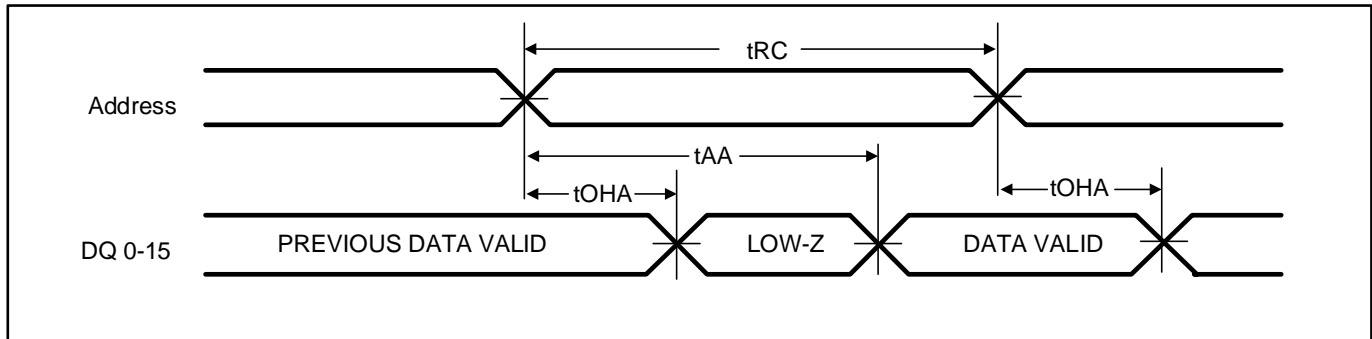 tRC
Address
tAA
tOHA tOHA
DQ 0-15 PREVIOUS DATA VALID LOW-Z DATA VALID